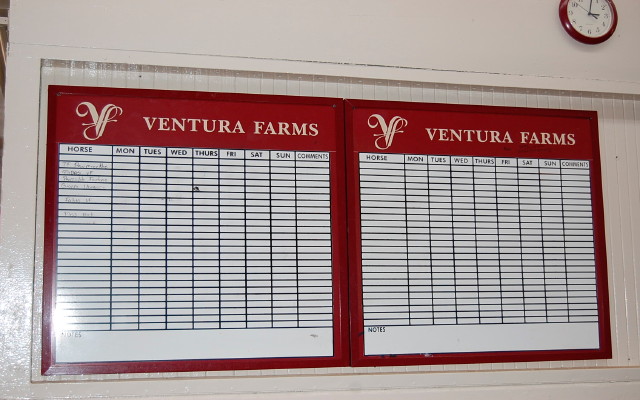 VF VENTURA FARMS
HORSE MON TUES WED THURS FRI SAT SUN COMMENTS
NOTES
VF VENTURA FARMS
HORSE MON TUES WED THURS FRI SAT SUN COMMENTS
NOTES